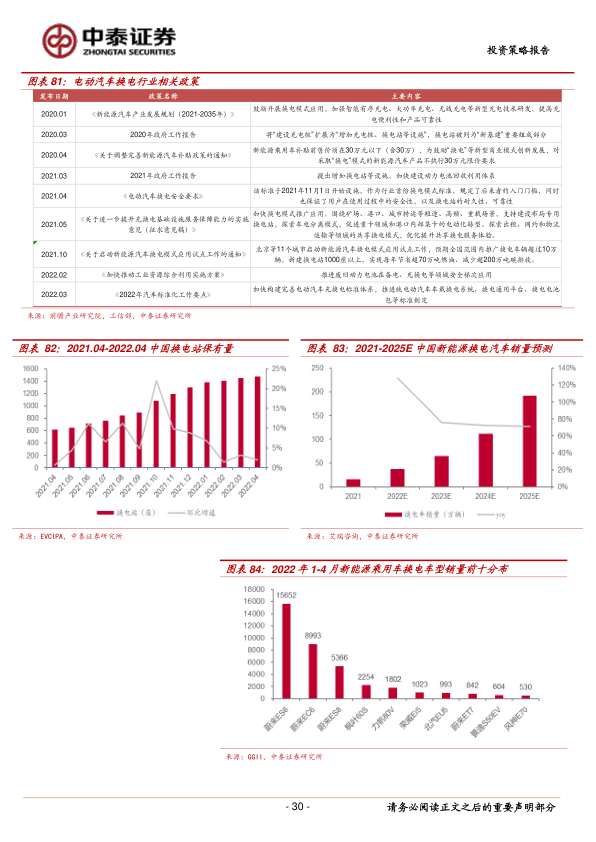 中泰证券
ZHONGTAI SECURITIES
投资策略报告
图表 81：电动汽车换电行业相关政策
发布日期 政策名称 主要内容
2020.01 《新能源汽车产业发展规划（2021-2035年）》 鼓励开展换电模式应用，加强智能有序充电、大功率充电、无线充电等新型充电技术研发，提高充
电便利性和产品可靠性
2020.03 2020年政府工作报告 将“建设充电桩”扩展为“增加充电桩、换电站等设施”，换电站被列为“新基建”重要组成部分
2020.04 《关于调整完善新能源汽车补贴政策的通知》 新能源乘用车补贴前售价须在30万元以下（含30万），为鼓励“换电”等新型商业模式创新发展，对
采取“换电”模式的新能源汽车产品不执行30万元限价要求
2021.03 2021年政府工作报告 提出增加换电站等设施，加快建设动力电池回收利用体系
2021.04 《电动汽车换电安全要求》 该标准于2021年11月1日开始设施，作为行业首份换电模式标准，规定了后来者的入门门槛，同时
也保证了用户在使用过程中的安全性，以及换电站的耐久性、可靠性
2021.05 《关于进一步提升充换电基础设施服务保障能力的实施
意见（征求意见稿）》 加快换电模式推广应用，围绕矿场、港口、城市转运等短途、高频、重载场景，支持建设布局专用
换电站，探索车电分离模式，促进重卡领域和港口内部集卡的电动化转型。探索出租、网约和物流
运输等领域的共享换电模式，优化提升共享换电服务体验。
2021.10 《关于启动新能源汽车换电模式应用试点工作的通知》 北京等11个城市启动新能源汽车换电模式应用试点工作，预期全国范围内推广换电车辆超过10万
辆，新建换电站1000座以上，实现每年节省超70万吨燃油、减少超200万吨碳排放。
2022.02 《加快推动工业资源综合利用实施方案》 推进废旧动力电池在备电、充换电等领域安全梯次应用
2022.03 《2022年汽车标准化工作要点》 加快构建完善电动汽车充换电标准体系，推进纯电动汽车车载换电系统、换电通用平台、换电电池
包等标准制定
来源：前瞻产业研究院，工信部，中泰证券研究所
图表 82：2021.04-2022.04 中国换电站保有量
1600
1400
1200
1000
800
600
400
200
0
25%
20%
15%
10%
5%
0%
2021.04 2021.05 2021.06 2021.07 2021.08 2021.09 2021.10 2021.11 2021.12 2022.01 2022.02 2022.03 2022.04
换电站（座） 环比增速
来源：EVCIPA，中泰证券研究所
图表 83：2021-2025E 中国新能源换电汽车销量预测
250
200
150
100
50
0
140%
120%
100%
80%
60%
40%
20%
0%
2021 2022E 2023E 2024E 2025E
换电车销量（万辆） yoy
来源：艾瑞咨询，中泰证券研究所
图表 84：2022 年 1-4 月新能源乘用车换电车型销量前十分布
18000
16000
14000
12000
10000
8000
6000
4000
2000
0
15652 8993 5366 2254 1802 1023 993 842 604 530
蔚来ES6 蔚来EC6 蔚来ES8 枫叶60S 力帆80V 荣威Ei5 北汽EU5 蔚来ET7 景逸S50EV 风神E70
来源：GGII，中泰证券研究所
- 30 -
请务必阅读正文之后的重要声明部分